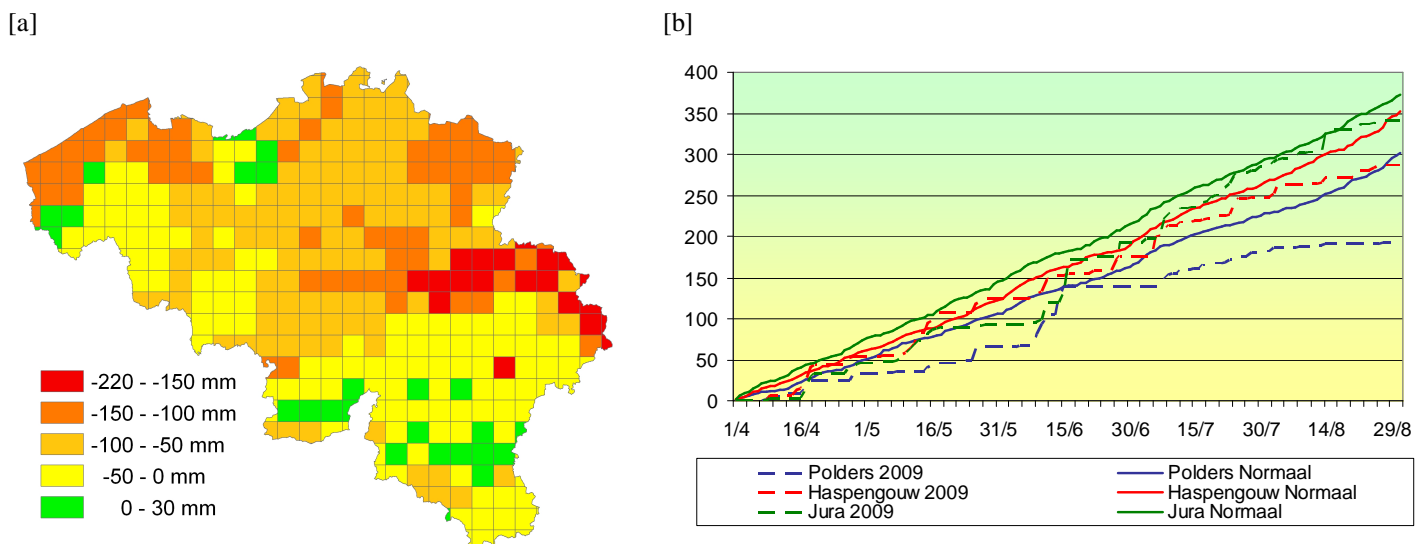 [a]
[b]
-220 - -150 mm
-150 - -100 mm
-100 - -50 mm
-50 - 0 mm
0 - 30 mm
400
350
300
250
200
150
100
50
0
1/4 16/4 1/5 16/5 31/5 15/6 30/6 15/7 30/7 14/8 29/8
Polders 2009 Polders Normaal
Haspengouw 2009 Haspengouw Normaal
Jura 2009 Jura Normaal